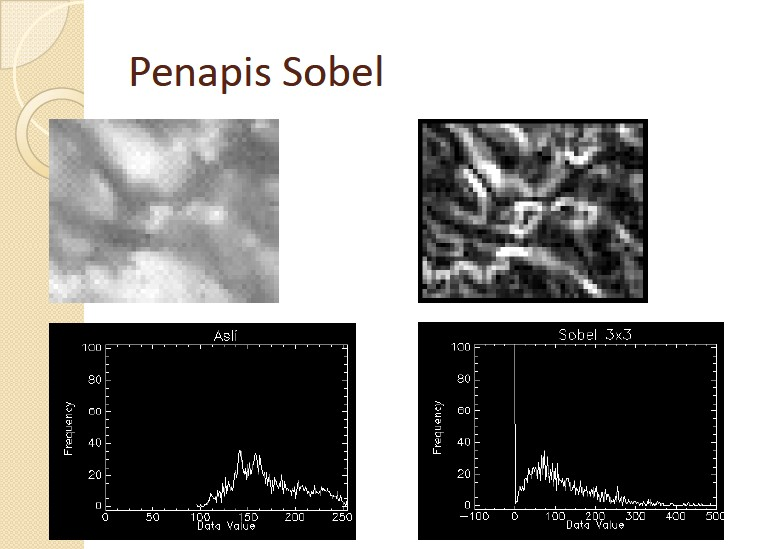 Penapis Sobel
Asli
100
80
60
40
20
0
Frequency
0 50 100 150 200 250
Data Value
Sobel 3x3
100
80
60
40
20
0
Frequency
-100 0 100 200 300 400 500
Data Value